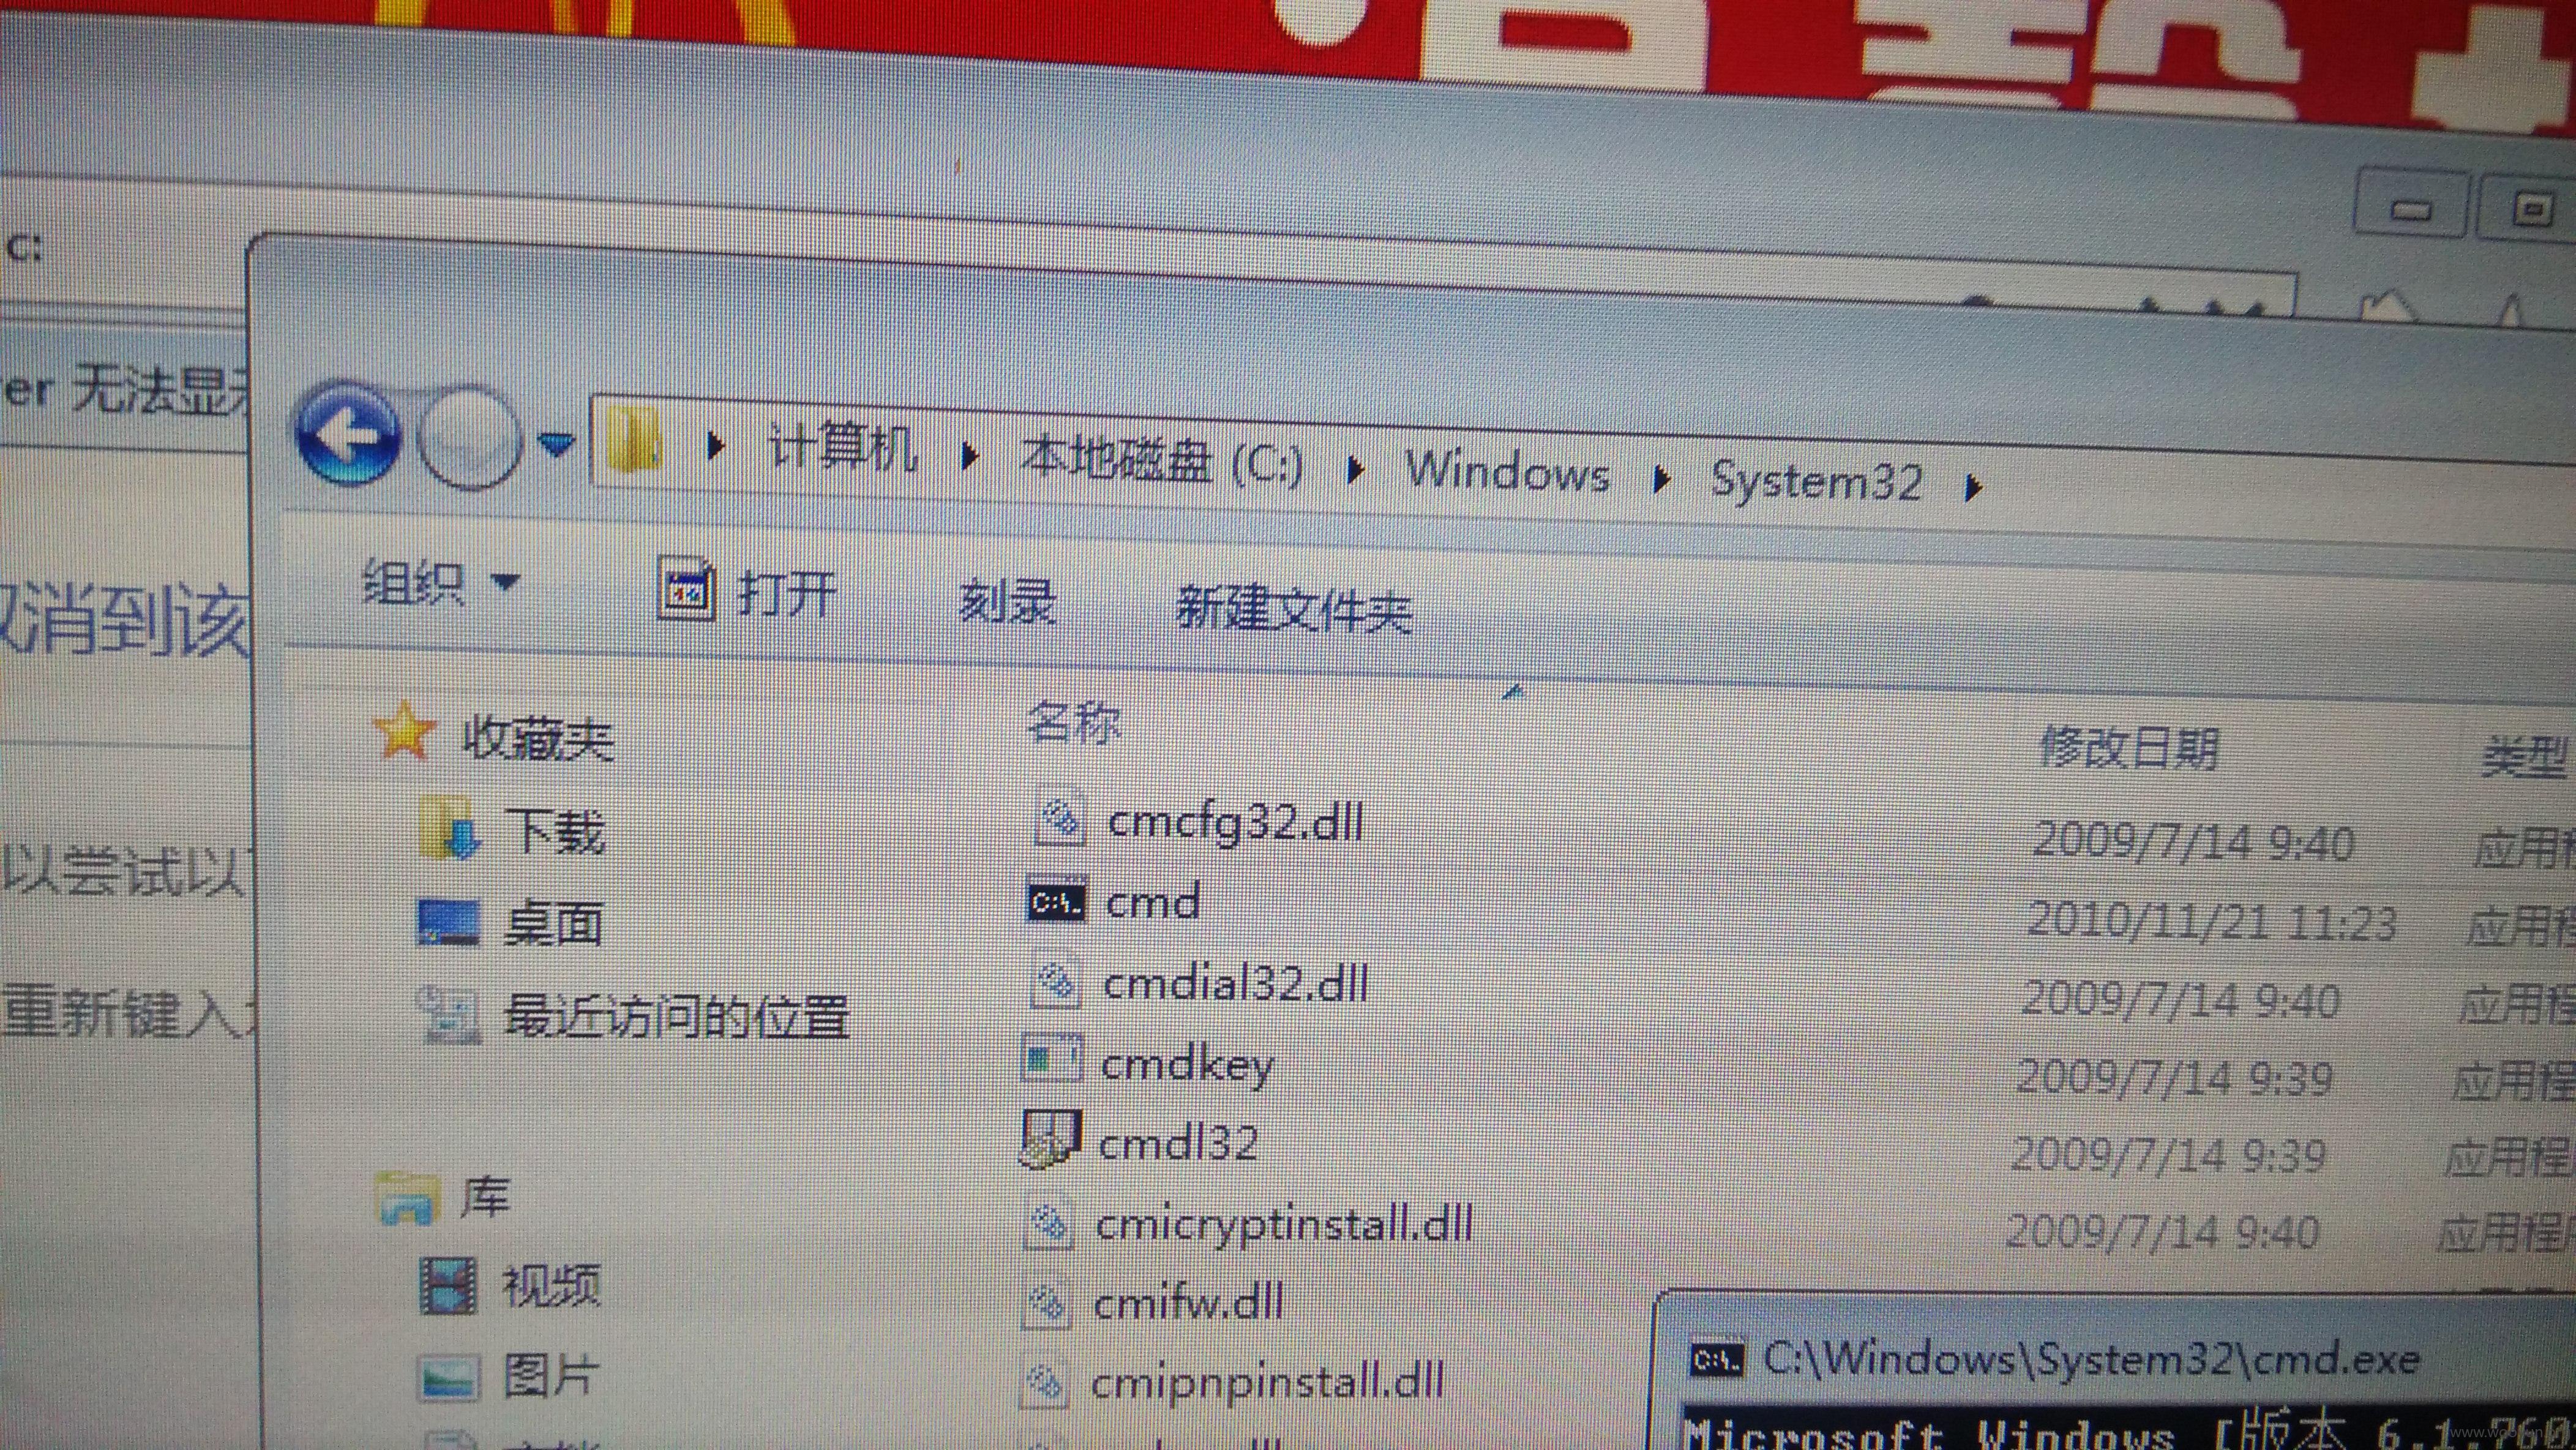 c:
er 无法显
计算机 本地磁盘 (C:) Windows System32
组织 打开 刻录 新建文件夹
消到该
名称 修改日期 类型
收藏夹
下载
桌面
最近访问的位置
以尝试以
重新键入
库
视频
图片
cmcfg32.dll 2009/7/14 9:40 应用
cmd 2010/11/21 11:23 应用程
cmdial32.dll 2009/7/14 9:40 应用程
cmdkey 2009/7/14 9:39 应用程
cmdl32 2009/7/14 9:39 应用程
cmicryptinstall.dll 2009/7/14 9:40 应用程
cmifw.dll
cmipnpinstall.dll
C:\Windows\System32\cmd.exe
Microsoft Windows [版本 6.1